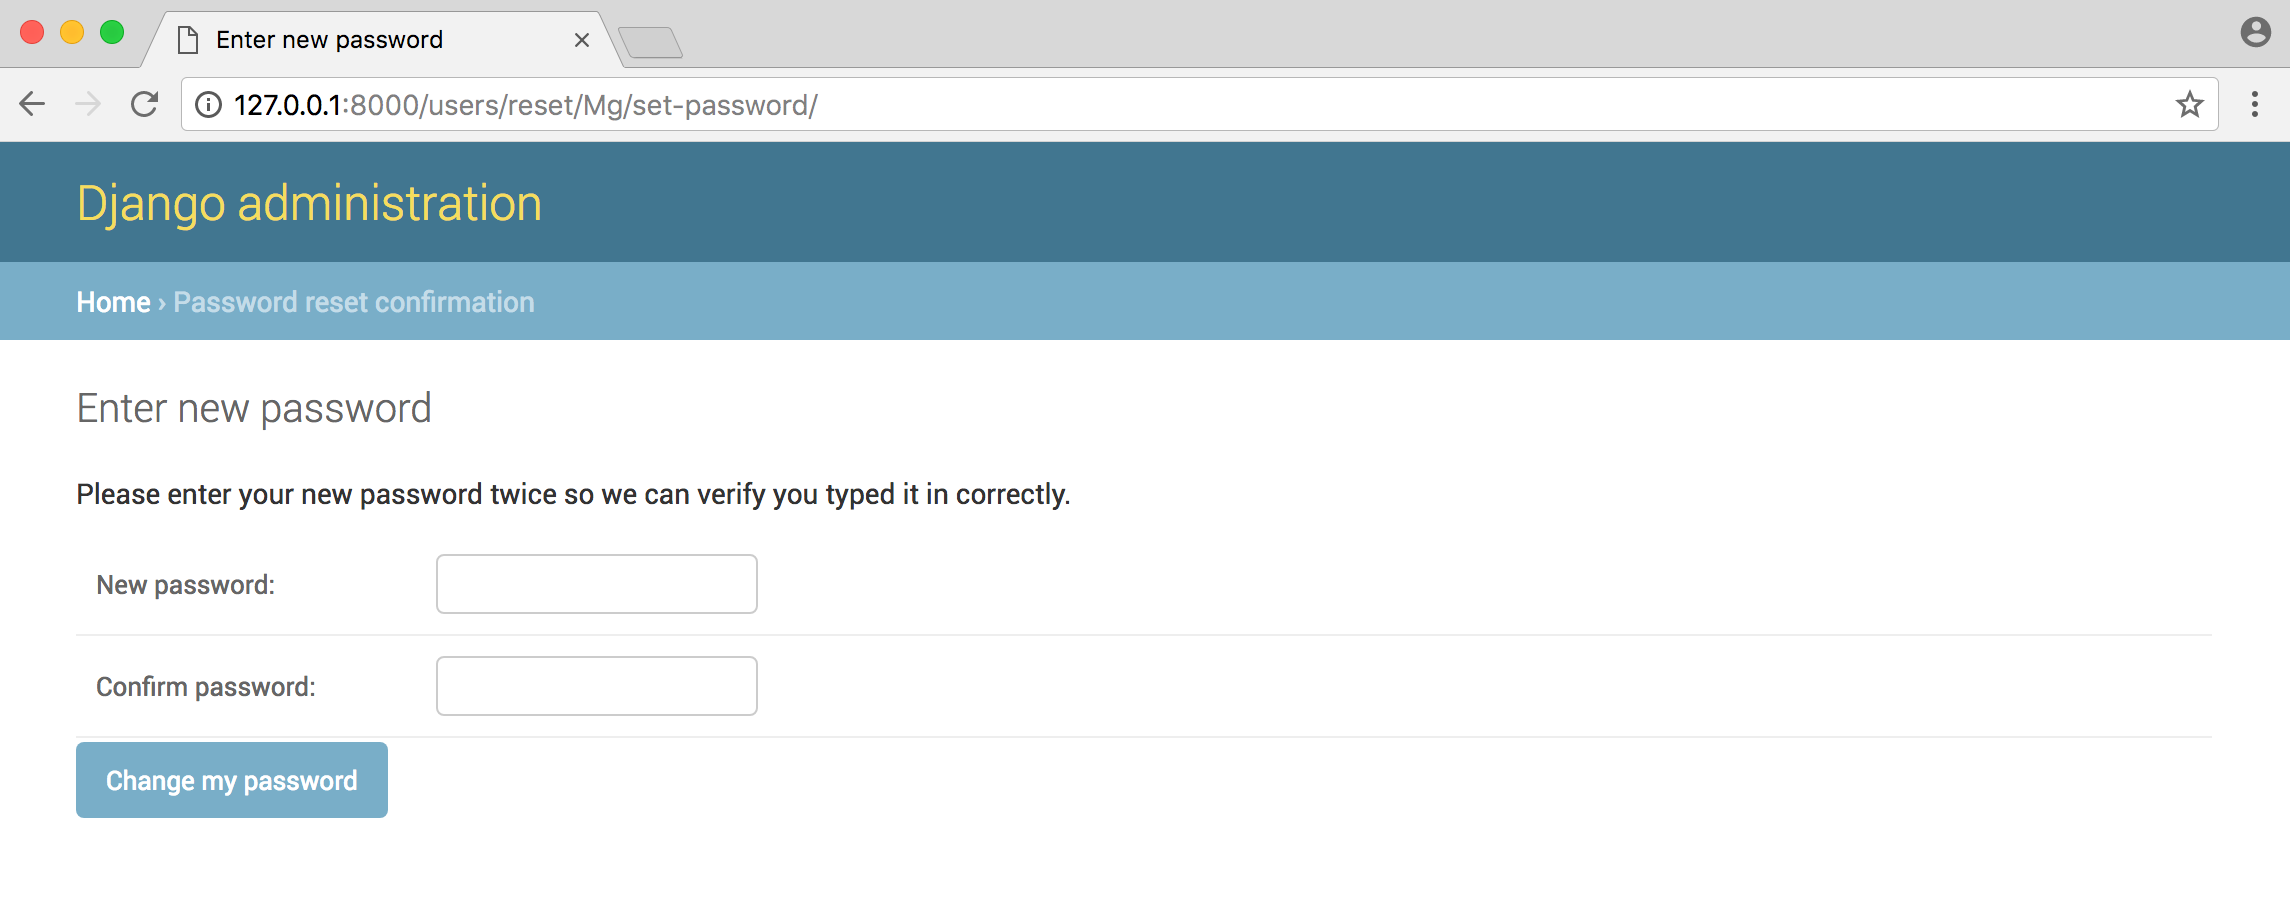 Enter new password
127.0.0.1:8000/users/reset/Mg/set-password/
Django administration
Home › Password reset confirmation
Enter new password
Please enter your new password twice so we can verify you typed it in correctly.
New password:
Confirm password:
Change my password